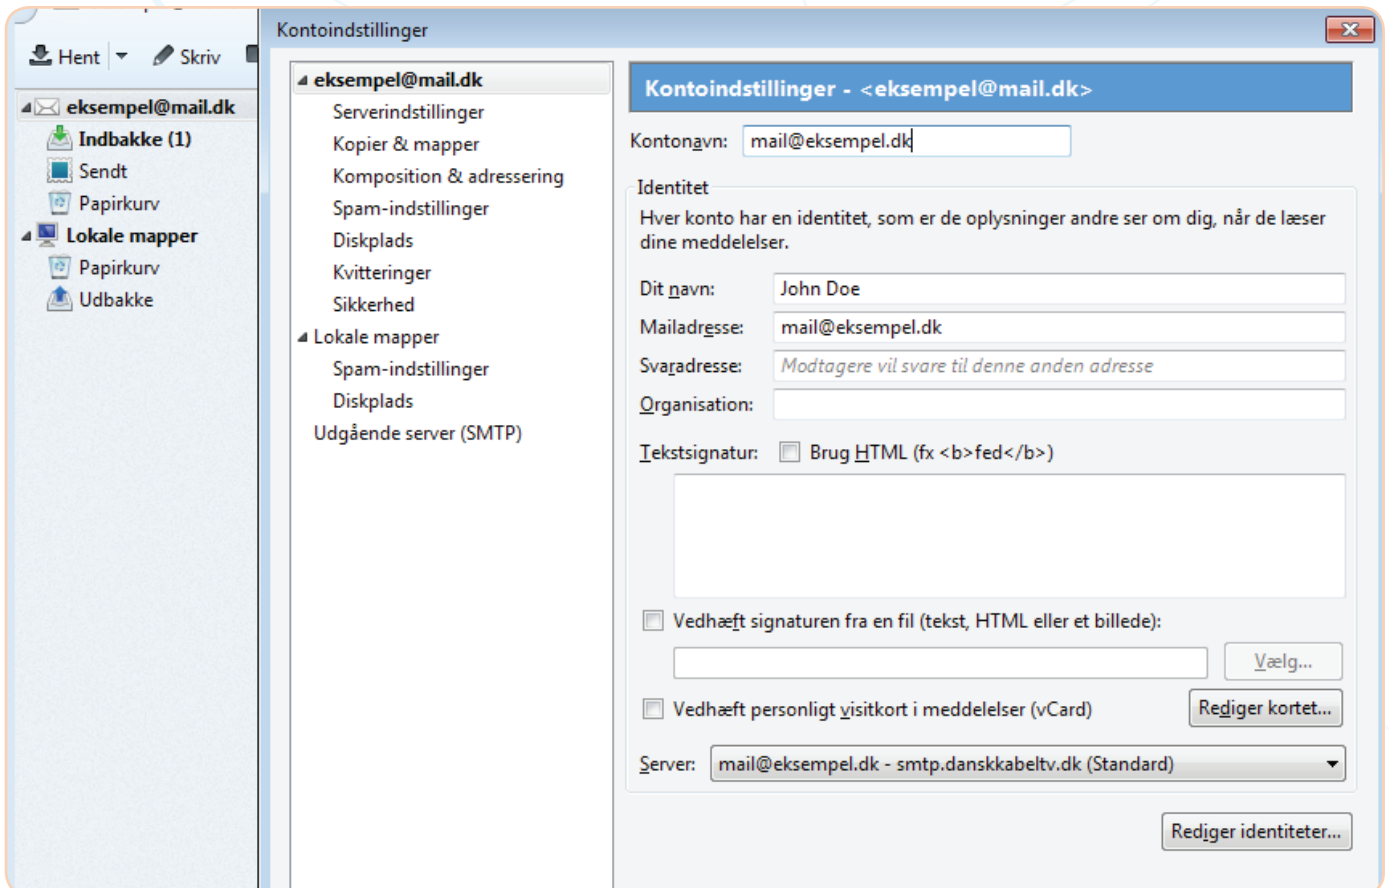 Hent
Skriv
eksempel@mail.dk
Indbakke (1)
Sendt
Papirkurv
Lokale mapper
Papirkurv
Udbakke
Kontoindstillinger
eksempel@mail.dk
Serverindstillinger
Kopier & mapper
Komposition & adressering
Spam-indstillinger
Diskplads
Kvitteringer
Sikkerhed
Lokale mapper
Spam-indstillinger
Diskplads
Udgående server (SMTP)
Kontoindstillinger - <eksempel@mail.dk>
Kontonavn: mail@eksempel.dk
Identitet
Hver konto har en identitet, som er de oplysninger andre ser om dig, når de læser
dine meddelelser.
Dit navn: John Doe
Mailadresse: mail@eksempel.dk
Svaradresse: Modtagere vil svare til denne anden adresse
Organisation:
Tekstsignatur: Brug HTML (fx <b>fed</b>)
Vedhæft signaturen fra en fil (tekst, HTML eller et billede):
Vælg...
Vedhæft personligt visitkort i meddelelser (vCard) Rediger kortet...
Server: mail@eksempel.dk - smtp.danskkabeltv.dk (Standard)
Rediger identiteter...